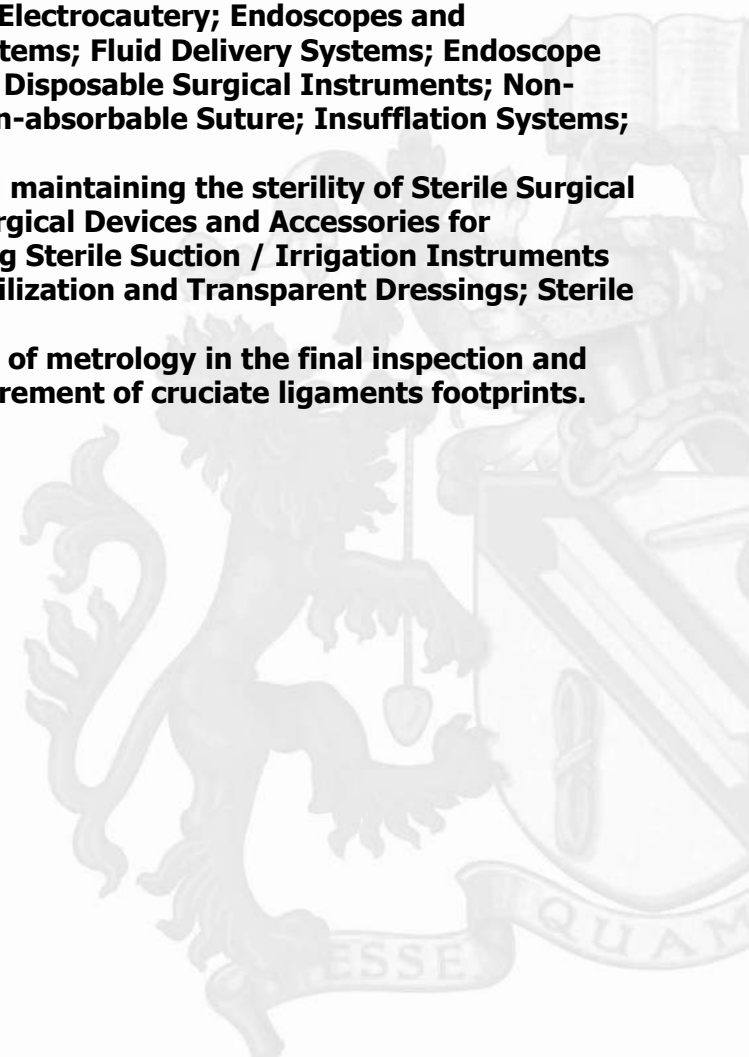 Electrocautery; Endoscopes and
tems; Fluid Delivery Systems; Endoscope
Disposable Surgical Instruments; Non-
n-absorbable Suture; Insufflation Systems;
maintaining the sterility of Sterile Surgical
rgical Devices and Accessories for
g Sterile Suction / Irrigation Instruments
ilization and Transparent Dressings; Sterile
of metrology in the final inspection and
rement of cruciate ligaments footprints.
ESSE QUAM